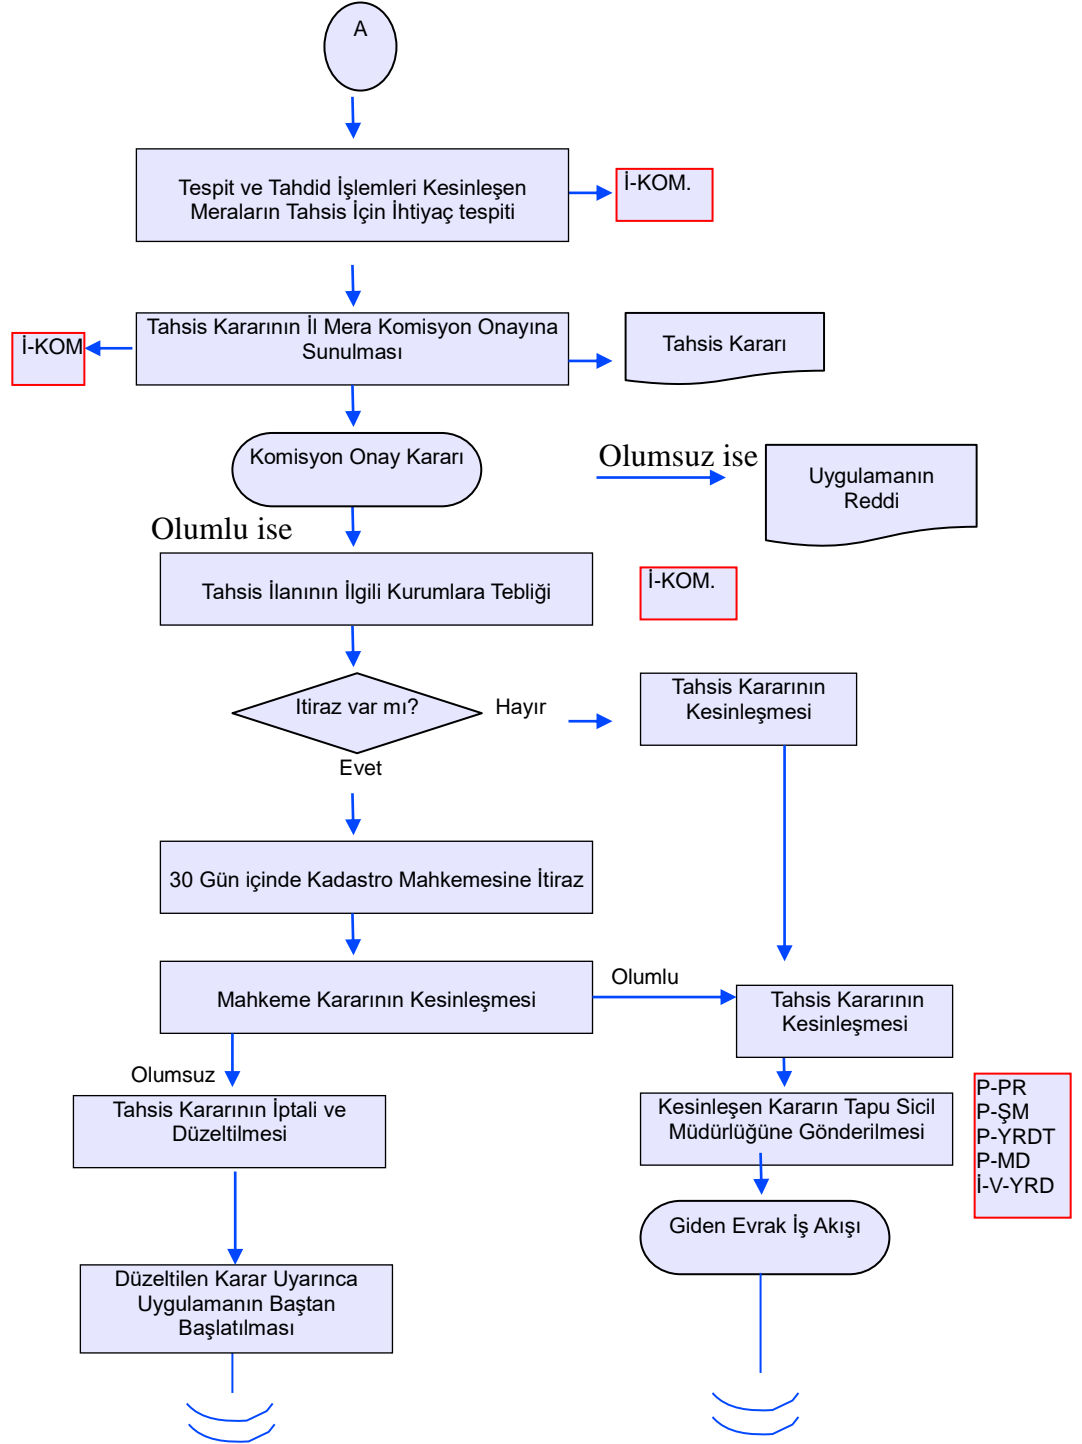 A
Tespit ve Tahdid İşlemleri Kesinleşen
Meraların Tahsis İçin İhtiyaç tespiti
İ-KOM.
İ-KOM
Tahsis Kararının İl Mera Komisyon Onayına
Sunulması
Tahsis Kararı
Komisyon Onay Kararı
Olumsuz ise
Uygulamanın
Reddi
Olumlu ise
Tahsis İlanının İlgili Kurumlara Tebliği
İ-KOM.
Itiraz var mı?
Hayır
Tahsis Kararının
Kesinleşmesi
Evet
30 Gün içinde Kadastro Mahkemesine İtiraz
Mahkeme Kararının Kesinleşmesi
Olumlu
Tahsis Kararının
Kesinleşmesi
Olumsuz
Tahsis Kararının İptali ve
Düzeltilmesi
Kesinleşen Kararın Tapu Sicil
Müdürlüğüne Gönderilmesi
P-PR
P-ŞM
P-YRDT
P-MD
İ-V-YRD
Giden Evrak İş Akışı
Düzeltilen Karar Uyarınca
Uygulamanın Baştan
Başlatılması